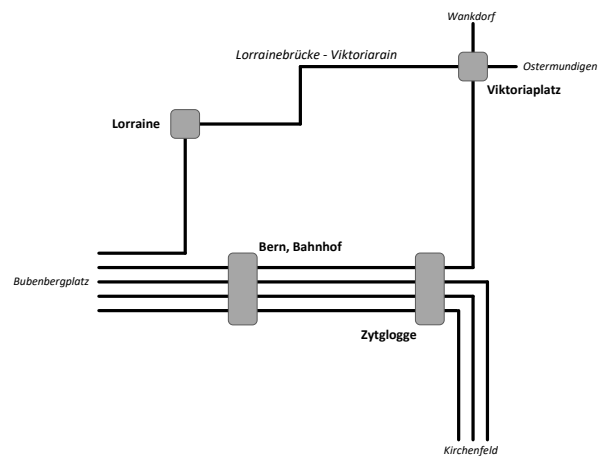 Wankdorf
Lorrainebrücke - Viktoriarain
Ostermundigen
Viktoriaplatz
Lorraine
Bern, Bahnhof
Bubenbergplatz
Zytglogge
Kirchenfeld